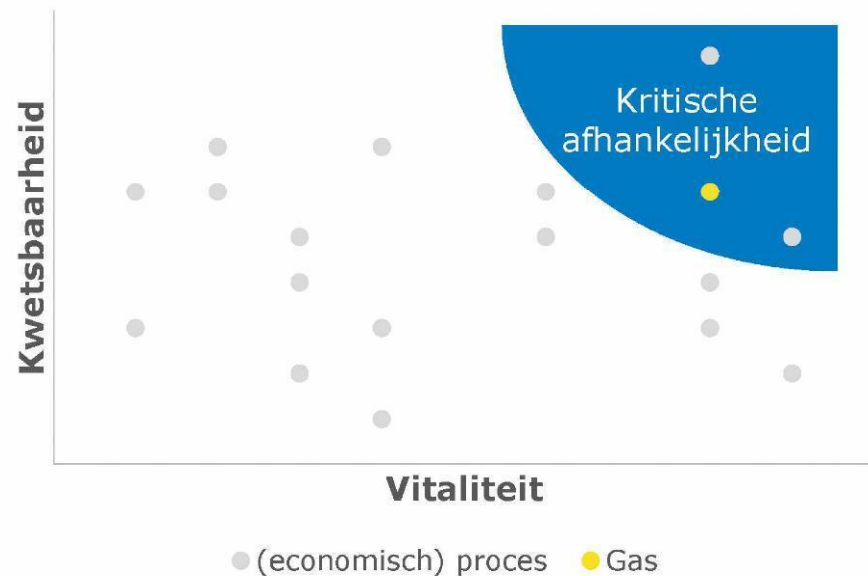 Kritische
afhankelijkheid
Kwetsbaarheid
Vitaliteit
(economisch) proces
Gas